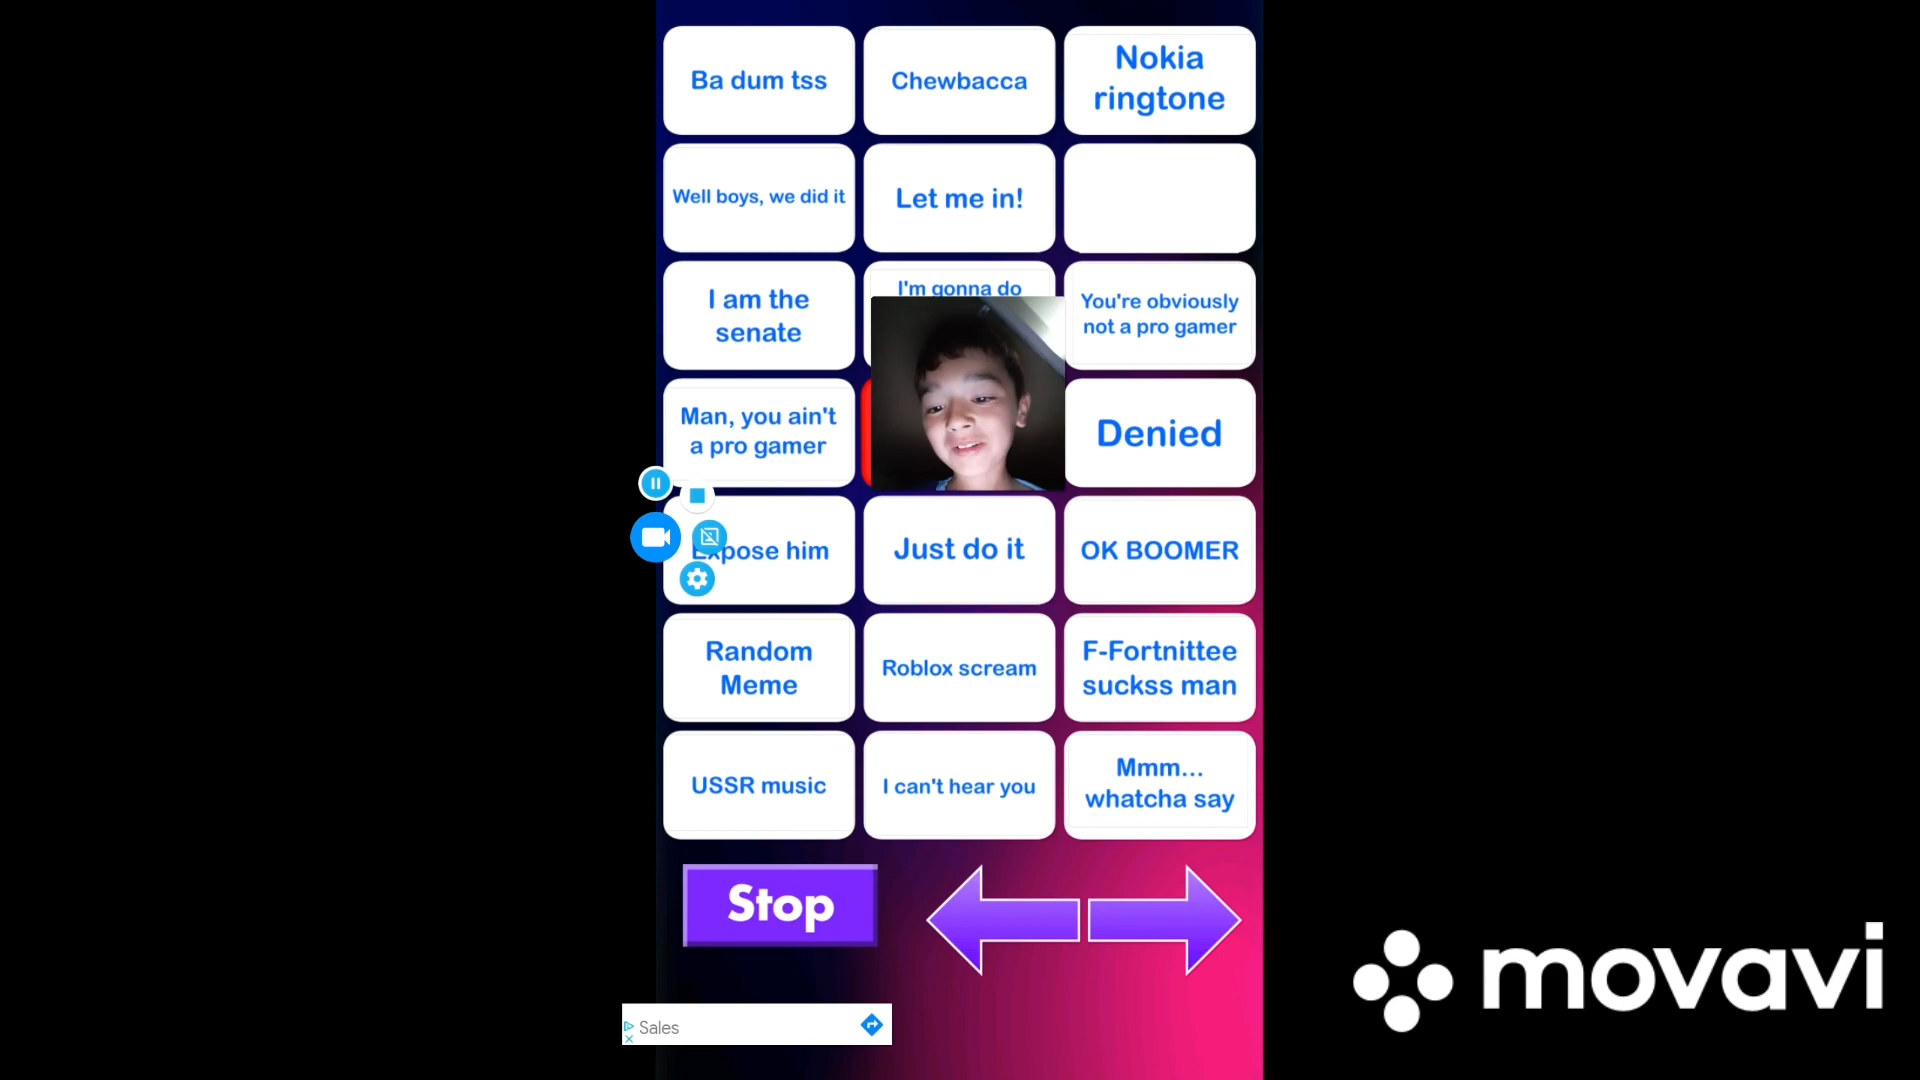 Ba dum tss
Chewbacca
Nokia
ringtone
Well boys, we did it
Let me in!
I am the
senate
I'm gonna do
You're obviously
not a pro gamer
Man, you ain't
a pro gamer
Denied
Expose him
Just do it
OK BOOMER
Random
Meme
Roblox scream
F-Fortnittee
suckss man
USSR music
I can't hear you
Mmm...
whatcha say
Stop
Sales
movavi